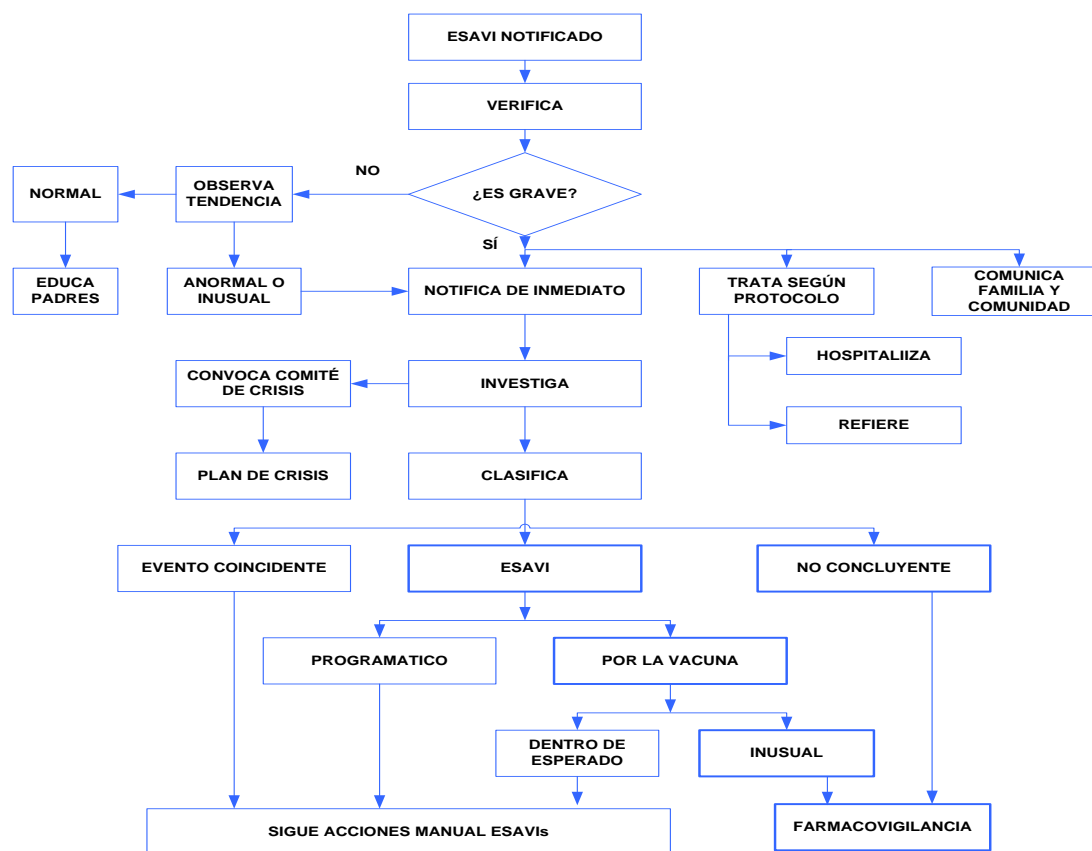 ESAVI NOTIFICADO
VERIFICA
¿ES GRAVE?
NO
SÍ
NORMAL
OBSERVA
TENDENCIA
EDUCA
PADRES
ANORMAL O
INUSUAL
NOTIFICA DE INMEDIATO
TRATA SEGÚN
PROTOCOLO
COMUNICA
FAMILIA Y
COMUNIDAD
HOSPITALIIZA
REFIERE
CONVOCA COMITÉ
DE CRISIS
INVESTIGA
PLAN DE CRISIS
CLASIFICA
EVENTO COINCIDENTE
ESAVI
NO CONCLUYENTE
PROGRAMATICO
POR LA VACUNA
DENTRO DE
ESPERADO
INUSUAL
SIGUE ACCIONES MANUAL ESAVIs
FARMACOVIGILANCIA